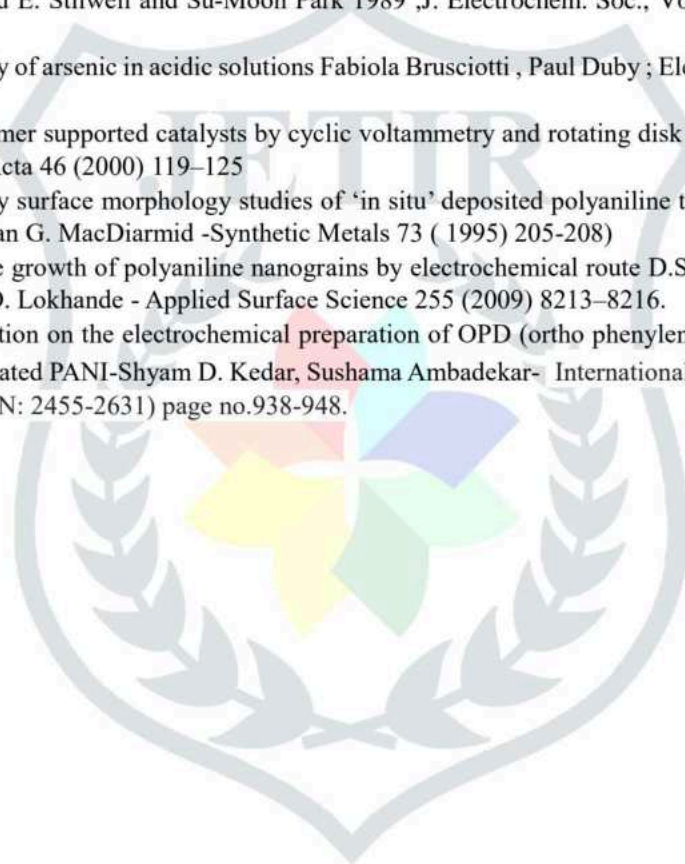 d E. Stilwell and Su-Moon Park 1989 ,J. Electrochem. Soc., Vo
y of arsenic in acidic solutions Fabiola Brusciotti , Paul Duby ; Ele
mer supported catalysts by cyclic voltammetry and rotating disk
cta 46 (2000) 119–125
y surface morphology studies of ‘in situ’ deposited polyaniline t
an G. MacDiarmid -Synthetic Metals 73 ( 1995) 205-208)
e growth of polyaniline nanograins by electrochemical route D.S
D. Lokhande - Applied Surface Science 255 (2009) 8213–8216.
tion on the electrochemical preparation of OPD (ortho phenylen
ated PANI-Shyam D. Kedar, Sushama Ambadekar- International
N: 2455-2631) page no.938-948.
JETIR